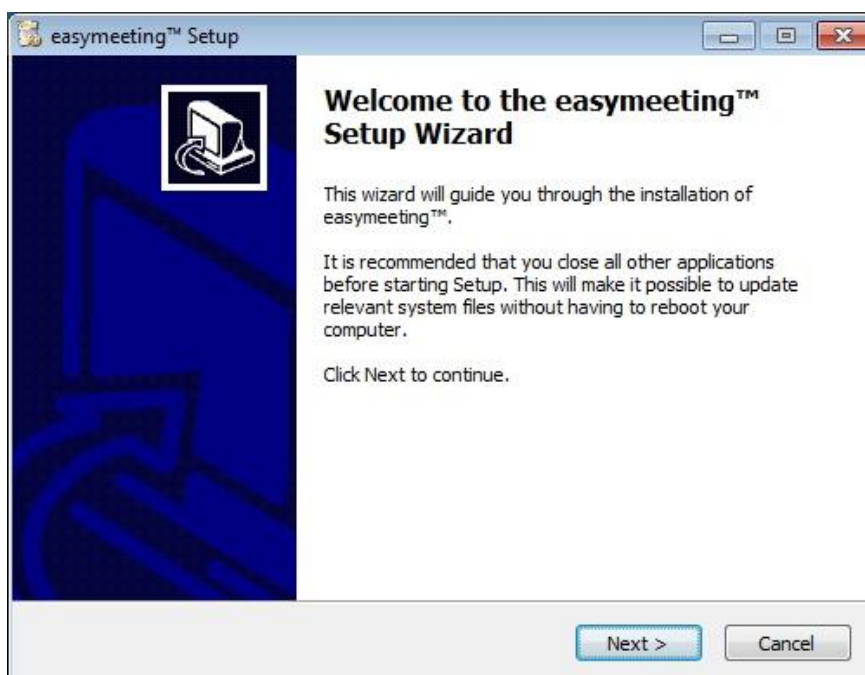 easymeeting™ Setup
Welcome to the easymeeting™
Setup Wizard
This wizard will guide you through the installation of
easymeeting™.
It is recommended that you close all other applications
before starting Setup. This will make it possible to update
relevant system files without having to reboot your
computer.
Click Next to continue.
Next >
Cancel